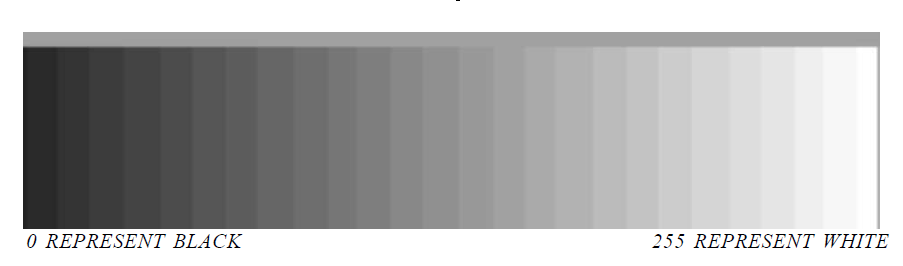 0 REPRESENT BLACK
255 REPRESENT WHITE